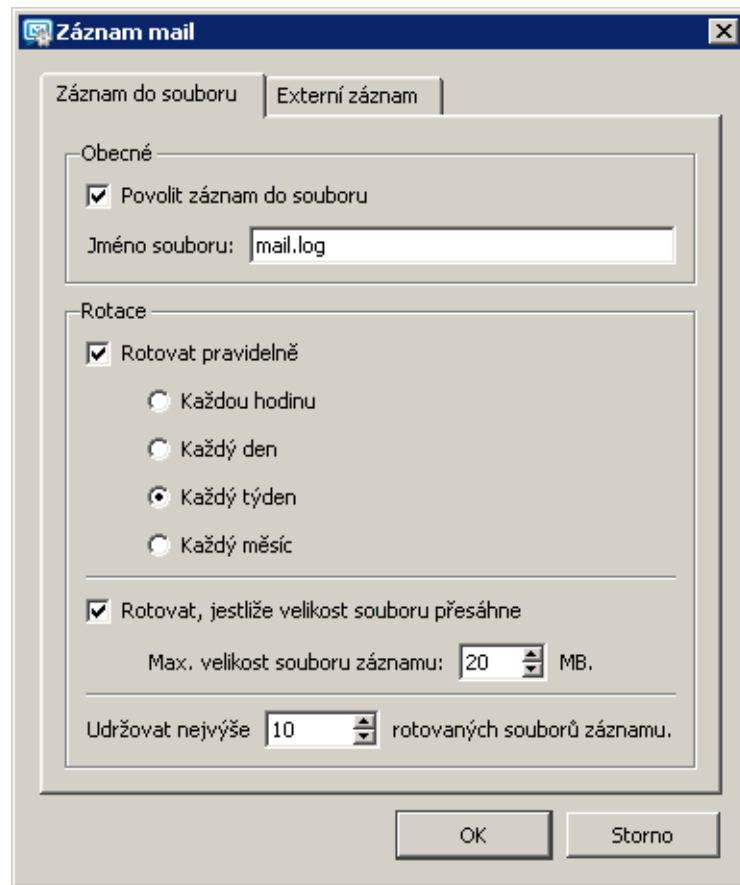 Záznam mail
Záznam do souboru
Externí záznam
Obecné
Povolit záznam do souboru
Jméno souboru: mail.log
Rotace
Rotovat pravidelně
Každou hodinu
Každý den
Každý týden
Každý měsíc
Rotovat, jestliže velikost souboru přesáhne
Max. velikost souboru záznamu: 20 MB.
Udržovat nejvýše 10 rotovaných souborů záznamu.
OK
Storno